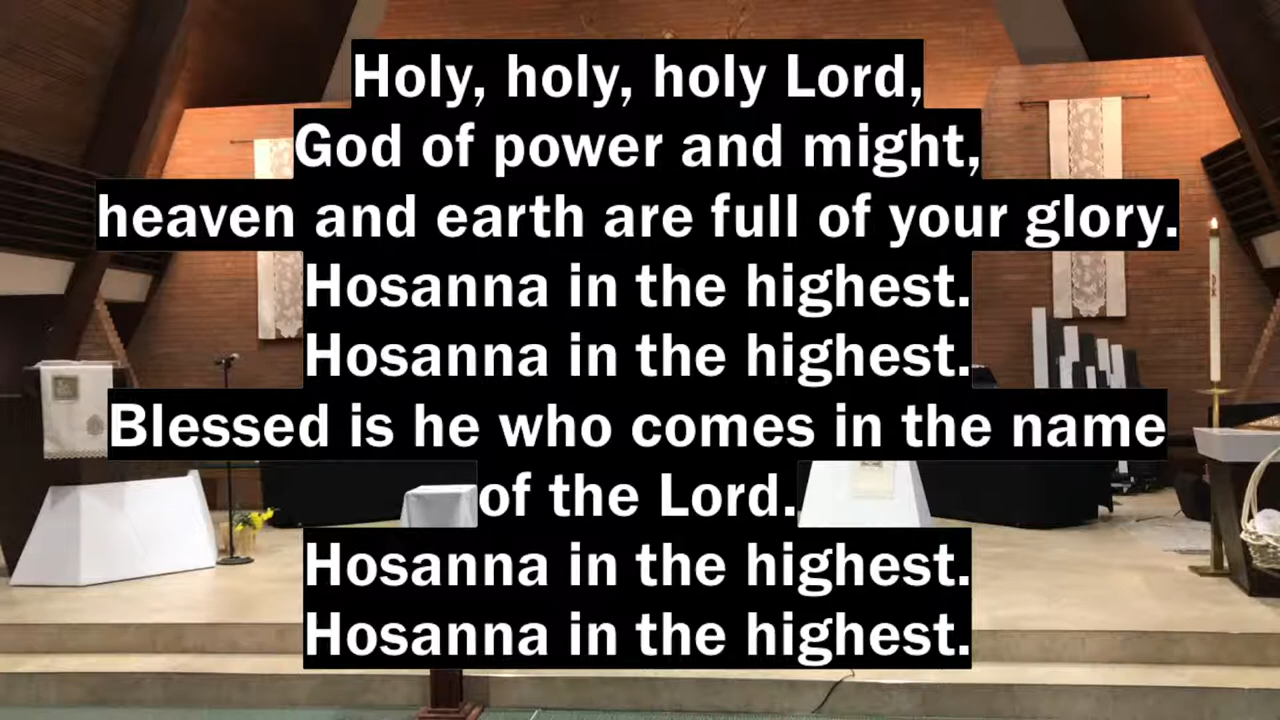 Holy, holy, holy Lord,
God of power and might,
heaven and earth are full of your glory.
Hosanna in the highest.
Hosanna in the highest.
Blessed is he who comes in the name
of the Lord.
Hosanna in the highest.
Hosanna in the highest.